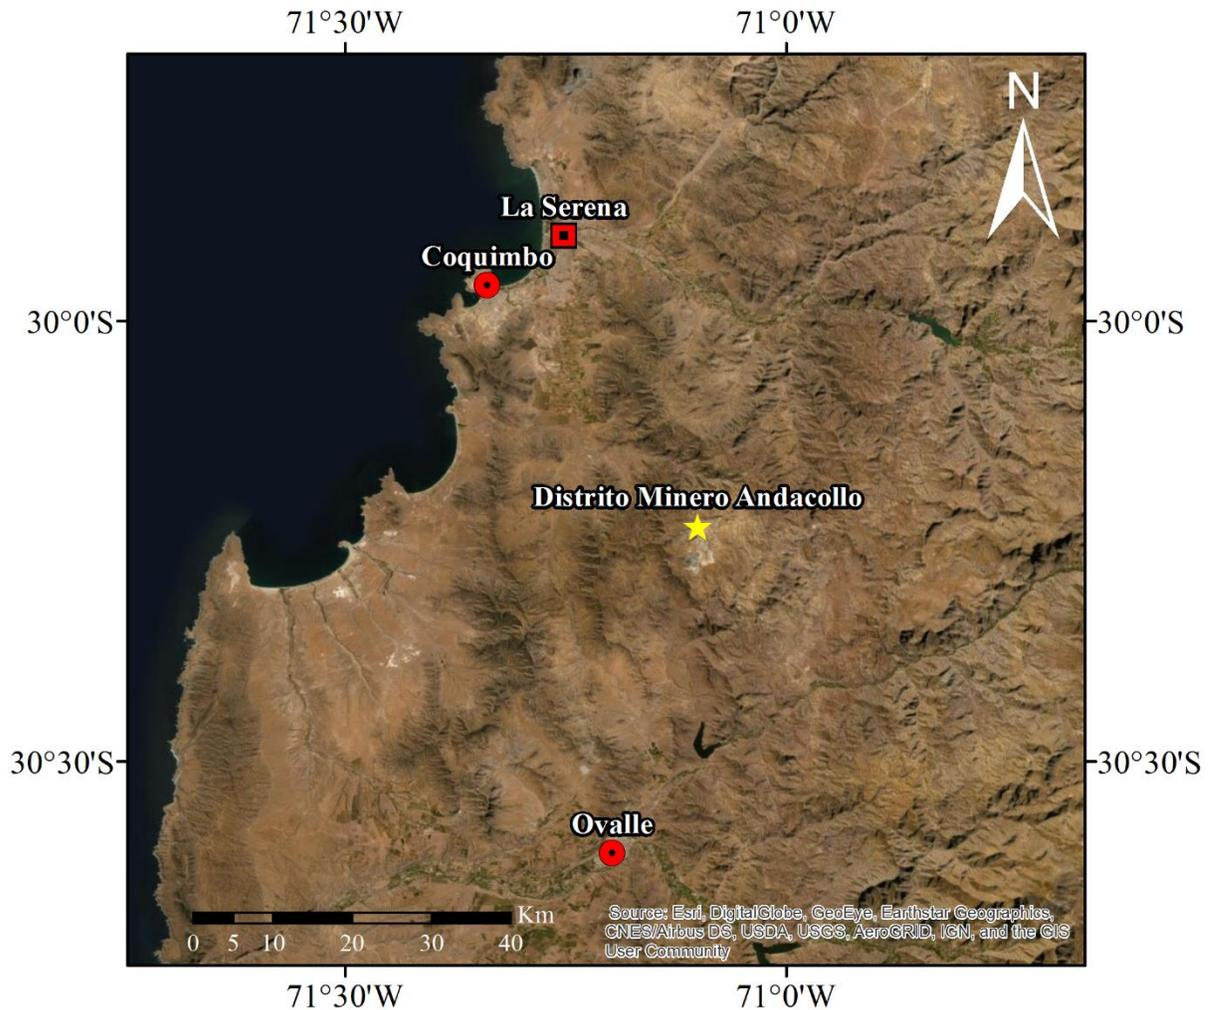 71°30'W 71°0'W
N
La Serena
Coquimbo
30°0'S 30°0'S
Distrito Minero Andacollo
30°30'S 30°30'S
Ovalle
Km
0 5 10 20 30 40
Source: Esri, DigitalGlobe, GeoEye, Earthstar Geographics,
CNES/Airbus DS, USDA, USGS, AeroGRID, IGN, and the GIS
User Community
71°30'W 71°0'W